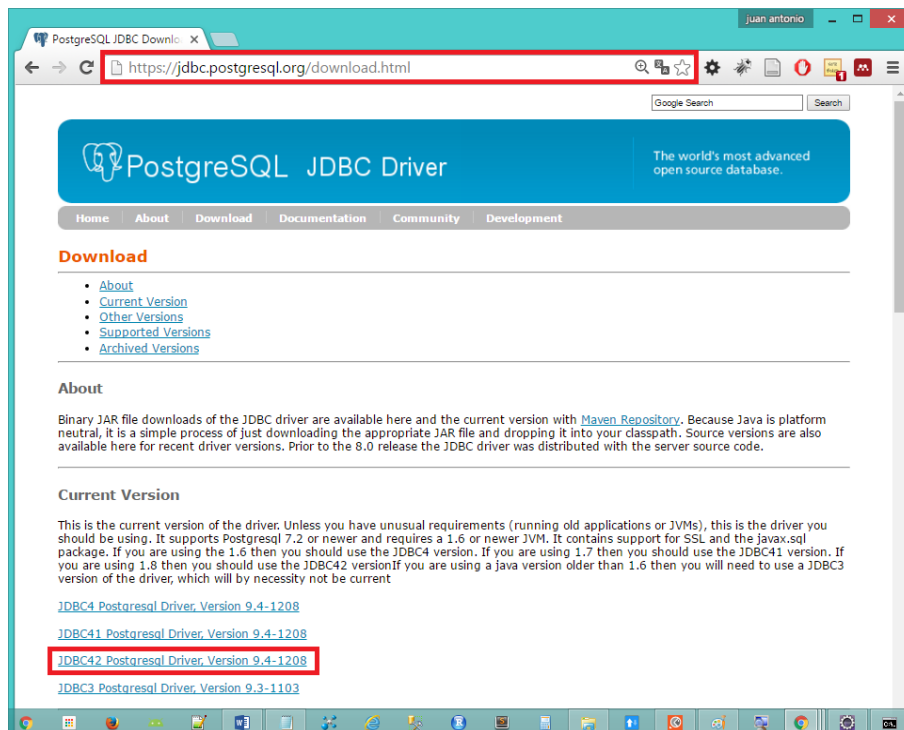 juan antonio
PostgreSQL JDBC Downlo
https://jdbc.postgresql.org/download.html
Google Search
Search
PostgreSQL JDBC Driver
The world's most advanced
open source database.
Home About Download Documentation Community Development
Download
About
Current Version
Other Versions
Supported Versions
Archived Versions
About
Binary JAR file downloads of the JDBC driver are available here and the current version with Maven Repository. Because Java is platform
neutral, it is a simple process of just downloading the appropriate JAR file and dropping it into your classpath. Source versions are also
available here for recent driver versions. Prior to the 8.0 release the JDBC driver was distributed with the server source code.
Current Version
This is the current version of the driver. Unless you have unusual requirements (running old applications or JVMs), this is the driver you
should be using. It supports Postgresql 7.2 or newer and requires a 1.6 or newer JVM. It contains support for SSL and the javax.sql
package. If you are using the 1.6 then you should use the JDBC4 version. If you are using 1.7 then you should use the JDBC41 version. If
you are using 1.8 then you should use the JDBC42 versionIf you are using a java version older than 1.6 then you will need to use a JDBC3
version of the driver, which will by necessity not be current
JDBC4 Postgresql Driver, Version 9.4-1208
JDBC41 Postgresql Driver, Version 9.4-1208
JDBC42 Postgresql Driver, Version 9.4-1208
JDBC3 Postgresql Driver, Version 9.3-1103